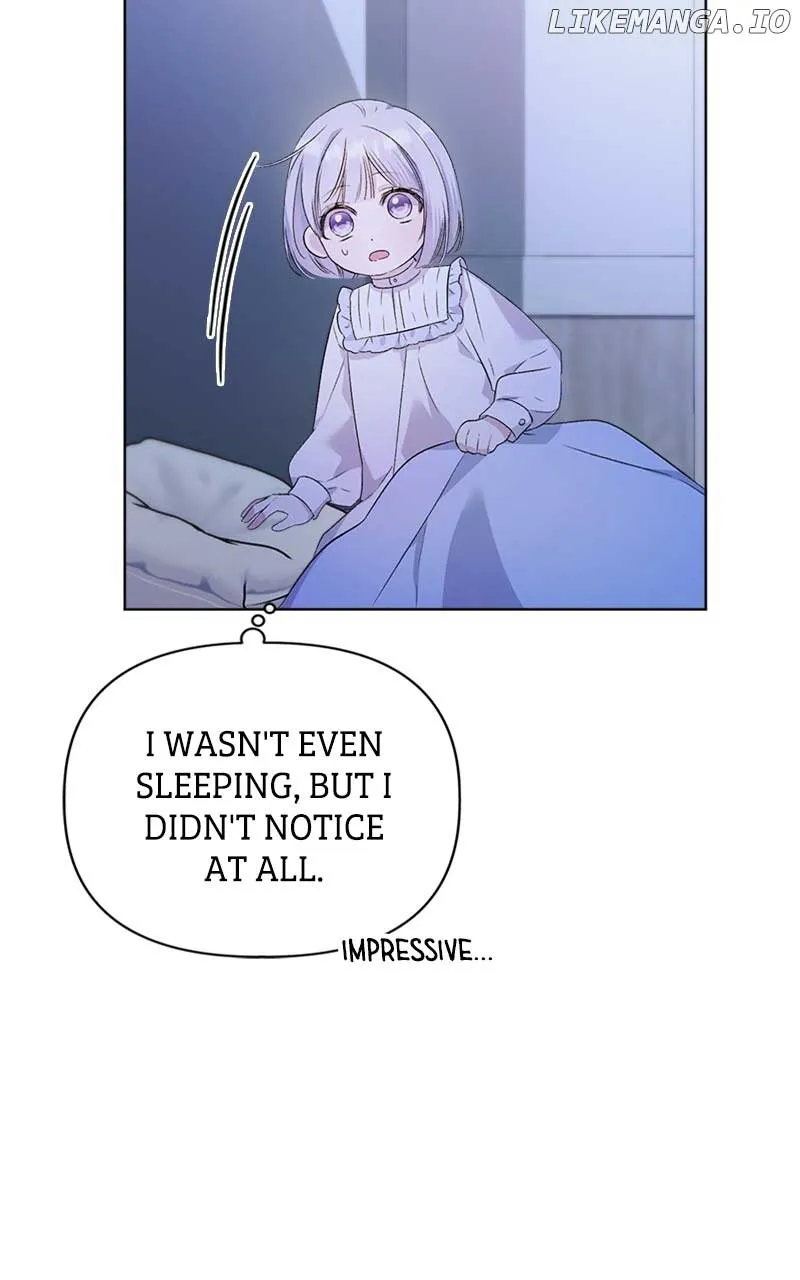 LIKEMANGA.IO
I WASN'T EVEN
SLEEPING, BUT I
DIDN'T NOTICE
AT ALL.
IMPRESSIVE...